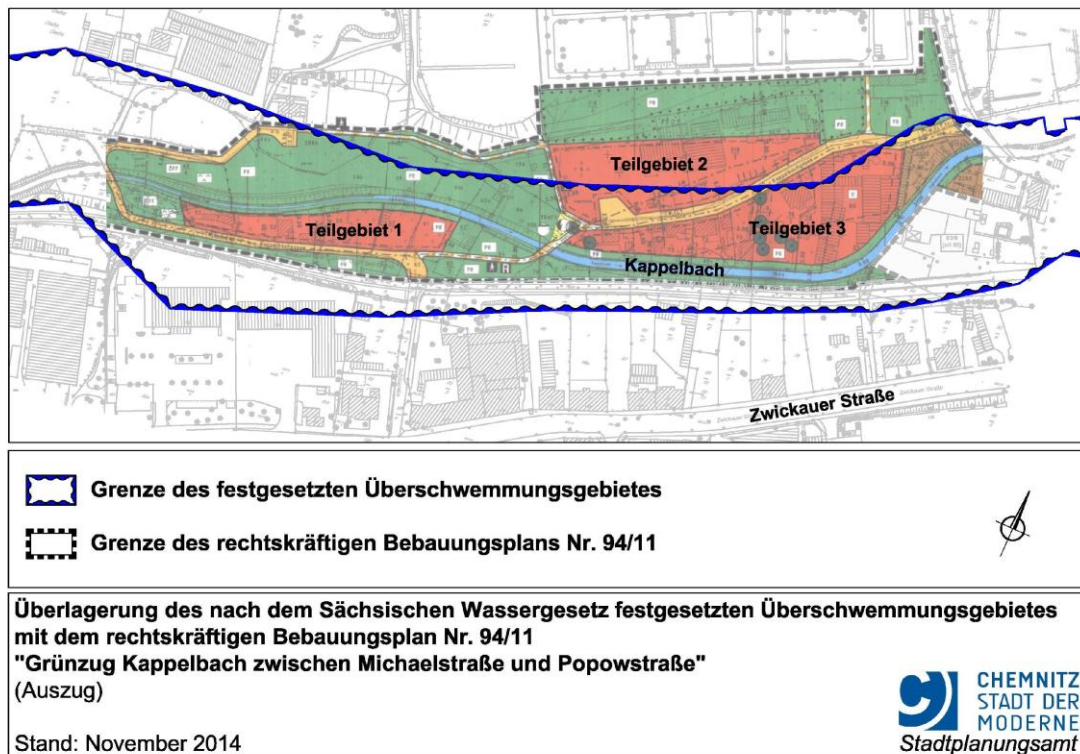 Teilgebiet 2
Teilgebiet 1
Teilgebiet 3
Kappelbach
Zwickauer Straße
Grenze des festgesetzten Überschwemmungsgebietes
Grenze des rechtskräftigen Bebauungsplans Nr. 94/11
Überlagerung des nach dem Sächsischen Wassergesetz festgesetzten Überschwemmungsgebietes
mit dem rechtskräftigen Bebauungsplan Nr. 94/11
"Grünzug Kappelbach zwischen Michaelstraße und Popowstraße"
(Auszug)
Stand: November 2014
CHEMNITZ
STADT DER
MODERNE
Stadtplanungsamt